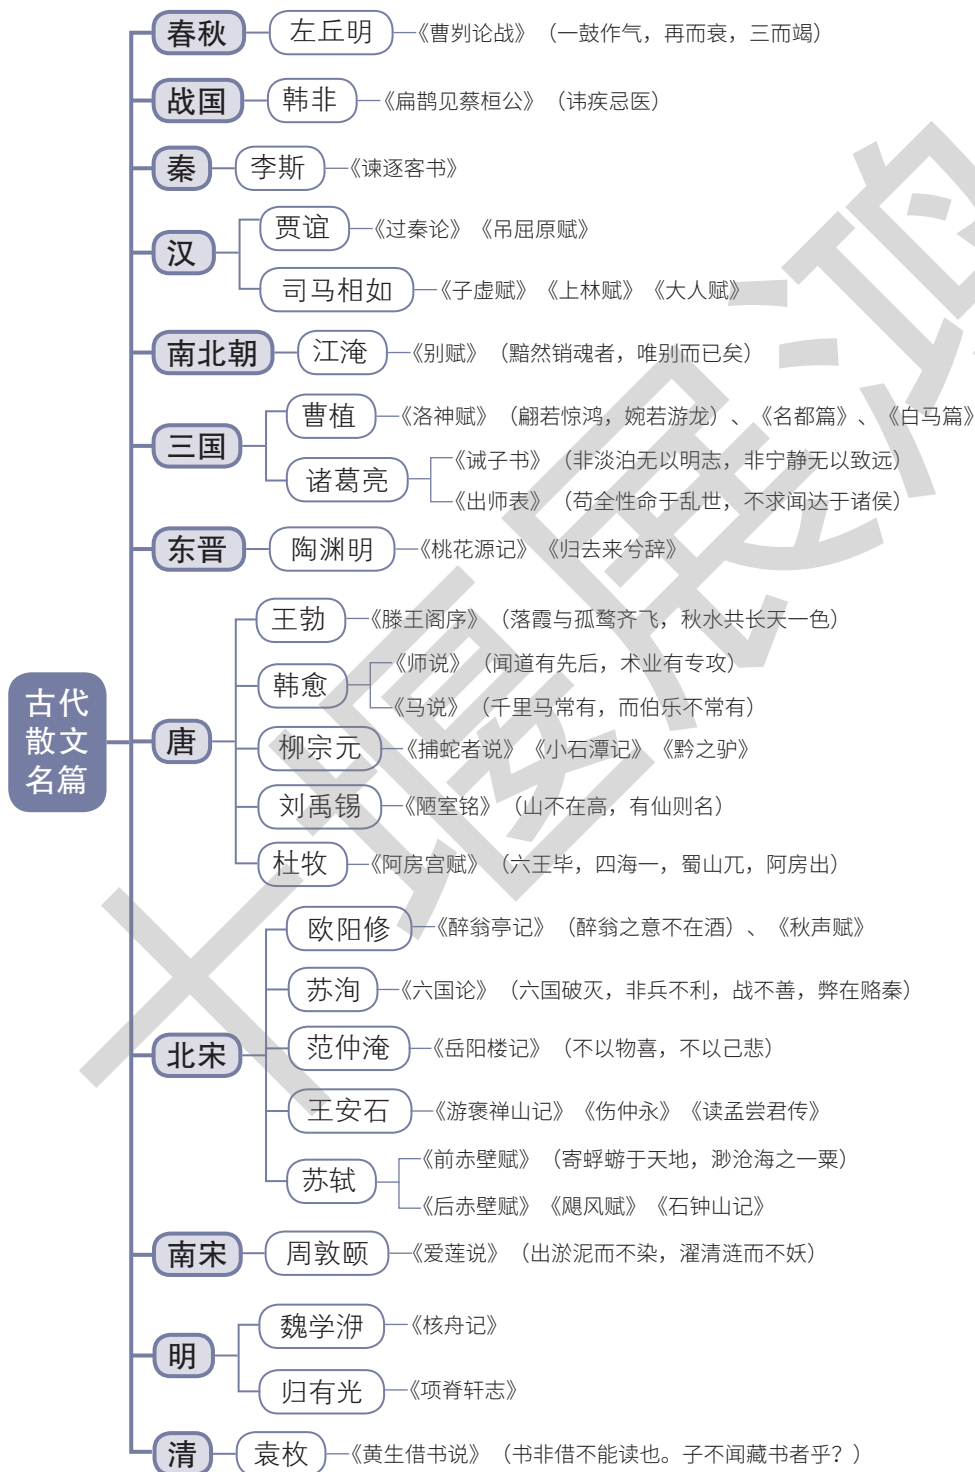 春秋 左丘明 《曹刿论战》（一鼓作气，再而衰，三而竭）
战国 韩非 《扁鹊见蔡桓公》（讳疾忌医）
秦 李斯 《谏逐客书》
汉
贾谊 《过秦论》《吊屈原赋》
司马相如 《子虚赋》《上林赋》《大人赋》
南北朝 江淹 《别赋》（黯然销魂者，唯别而已矣）
三国
曹植 《洛神赋》（翩若惊鸿，婉若游龙）、《名都篇》、《白马篇》
诸葛亮
《诫子书》（非淡泊无以明志，非宁静无以致远）
《出师表》（苟全性命于乱世，不求闻达于诸侯）
东晋 陶渊明 《桃花源记》《归去来兮辞》
古代
散文
名篇
唐
王勃 《滕王阁序》（落霞与孤鹜齐飞，秋水共长天一色）
韩愈
《师说》（闻道有先后，术业有专攻）
《马说》（千里马常有，而伯乐不常有）
柳宗元 《捕蛇者说》《小石潭记》《黔之驴》
刘禹锡 《陋室铭》（山不在高，有仙则名）
杜牧 《阿房宫赋》（六王毕，四海一，蜀山兀，阿房出）
北宋
欧阳修 《醉翁亭记》（醉翁之意不在酒）、《秋声赋》
苏洵 《六国论》（六国破灭，非兵不利，战不善，弊在赂秦）
范仲淹 《岳阳楼记》（不以物喜，不以己悲）
王安石 《游褒禅山记》《伤仲永》《读孟尝君传》
苏轼
《前赤壁赋》（寄蜉蝣于天地，渺沧海之一粟）
《后赤壁赋》《飓风赋》《石钟山记》
南宋 周敦颐 《爱莲说》（出淤泥而不染，濯清涟而不妖）
明
魏学洢 《核舟记》
归有光 《项脊轩志》
清 袁枚 《黄生借书说》（书非借不能读也。子不闻藏书者乎？）
十堰展鸿